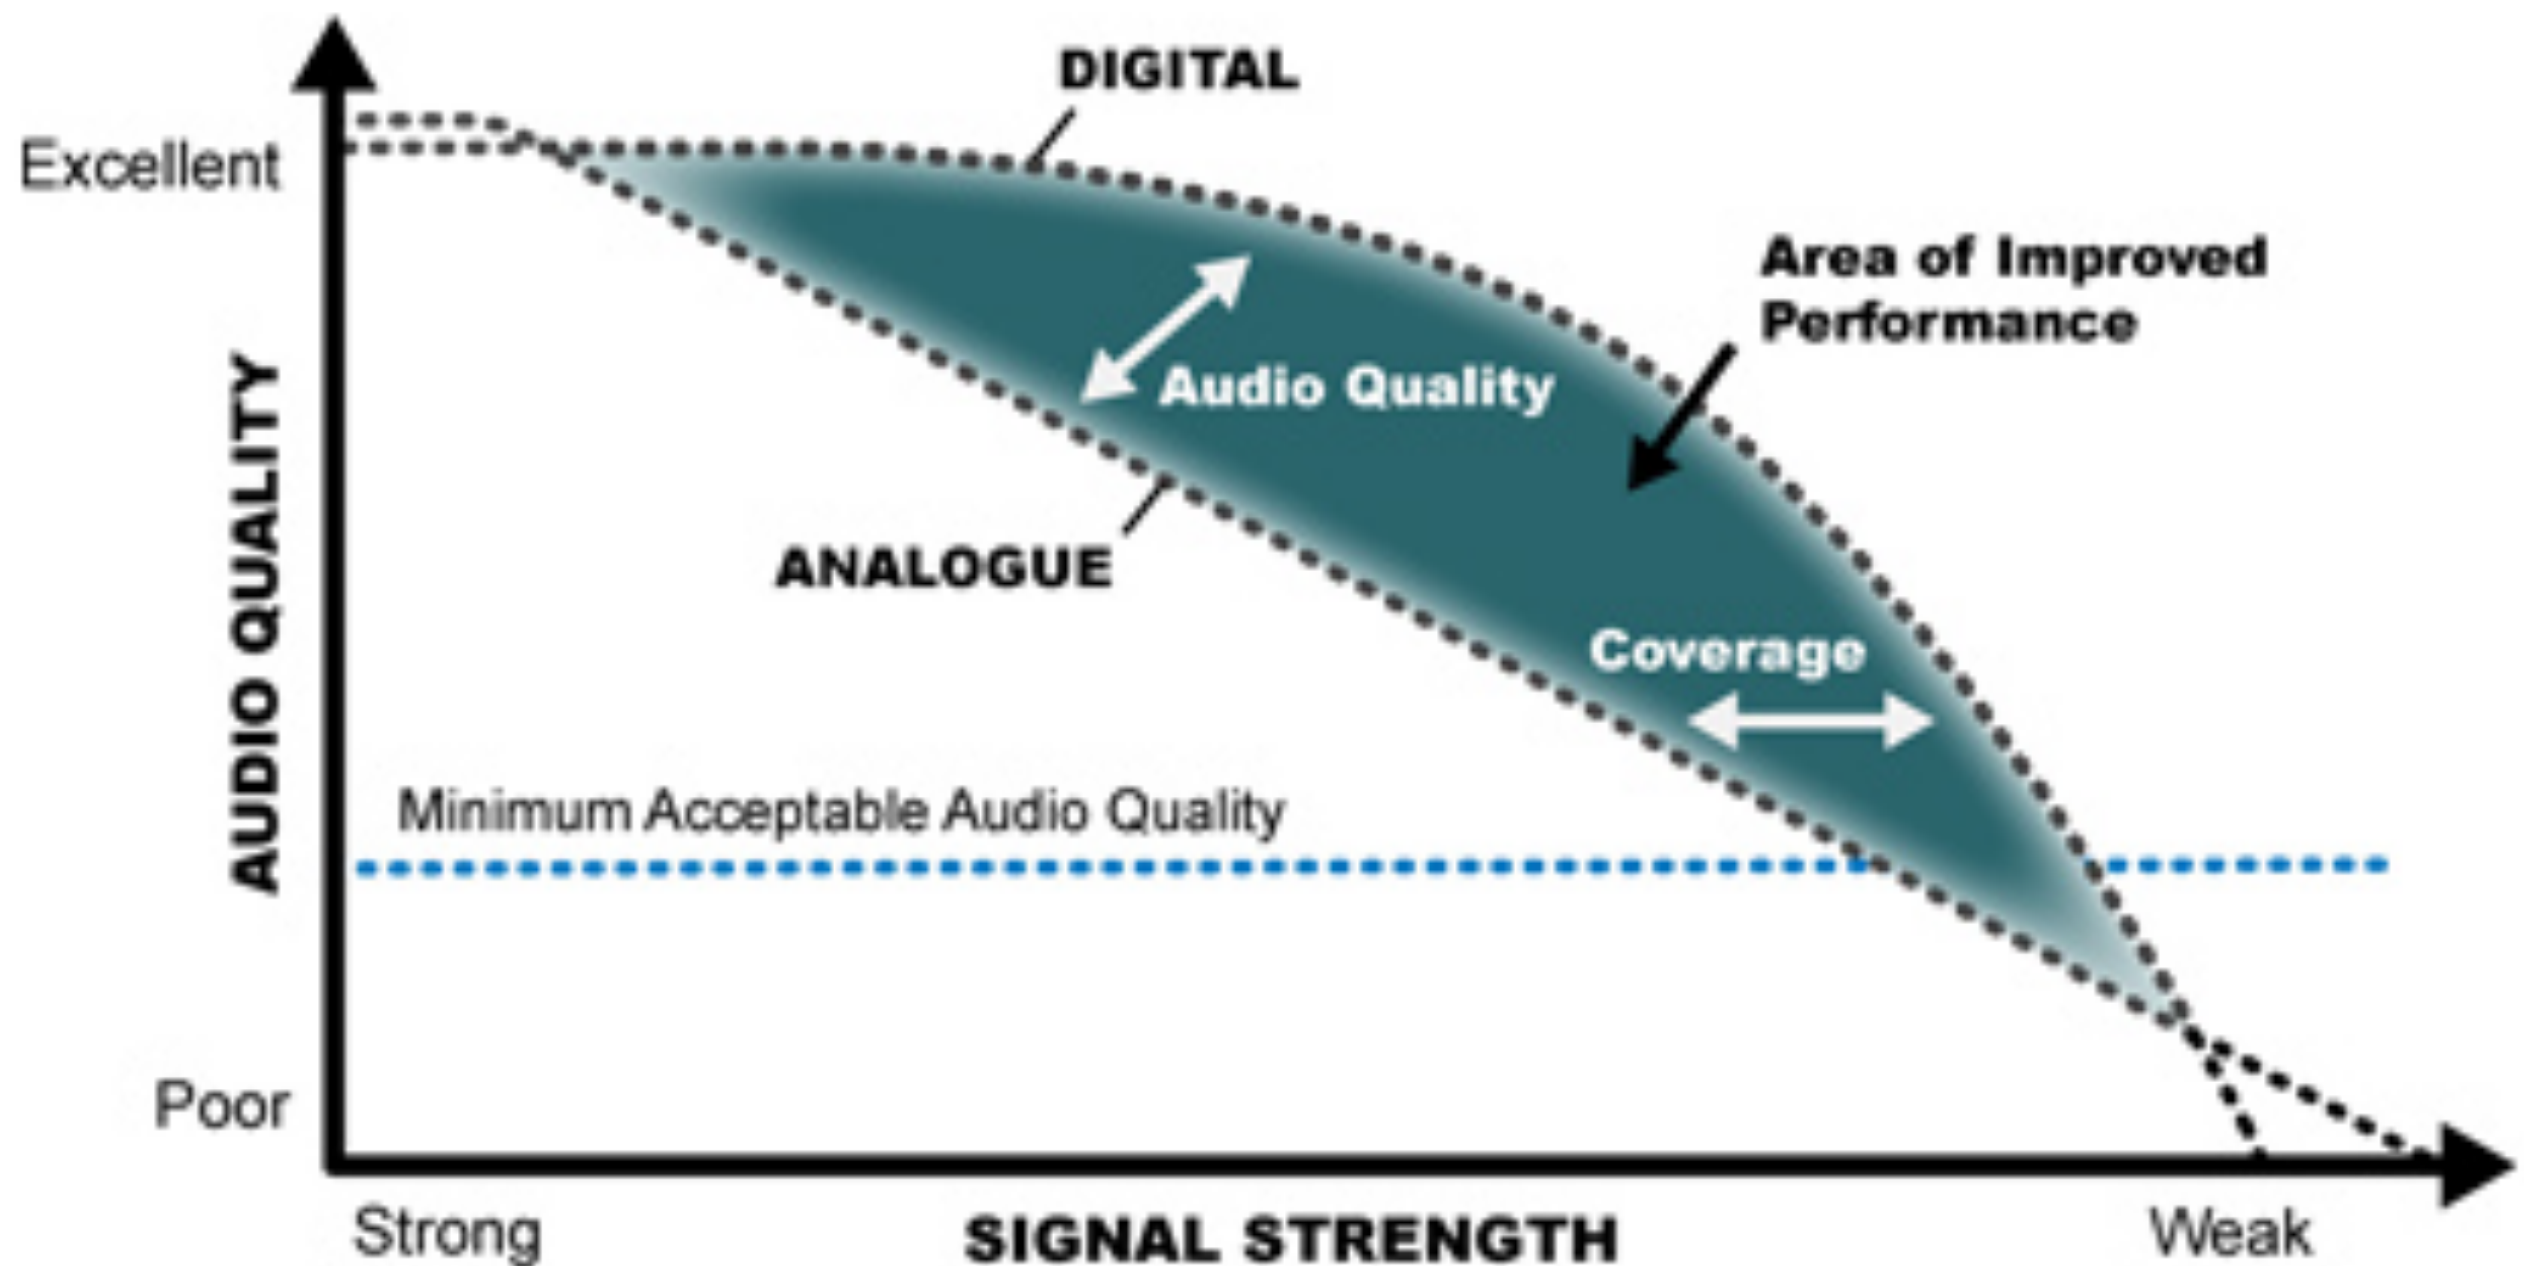 DIGITAL
Excellent
Area of Improved
Performance
Audio Quality
ANALOGUE
Coverage
AUDIO QUALITY
Minimum Acceptable Audio Quality
Poor
Strong
SIGNAL STRENGTH
Weak